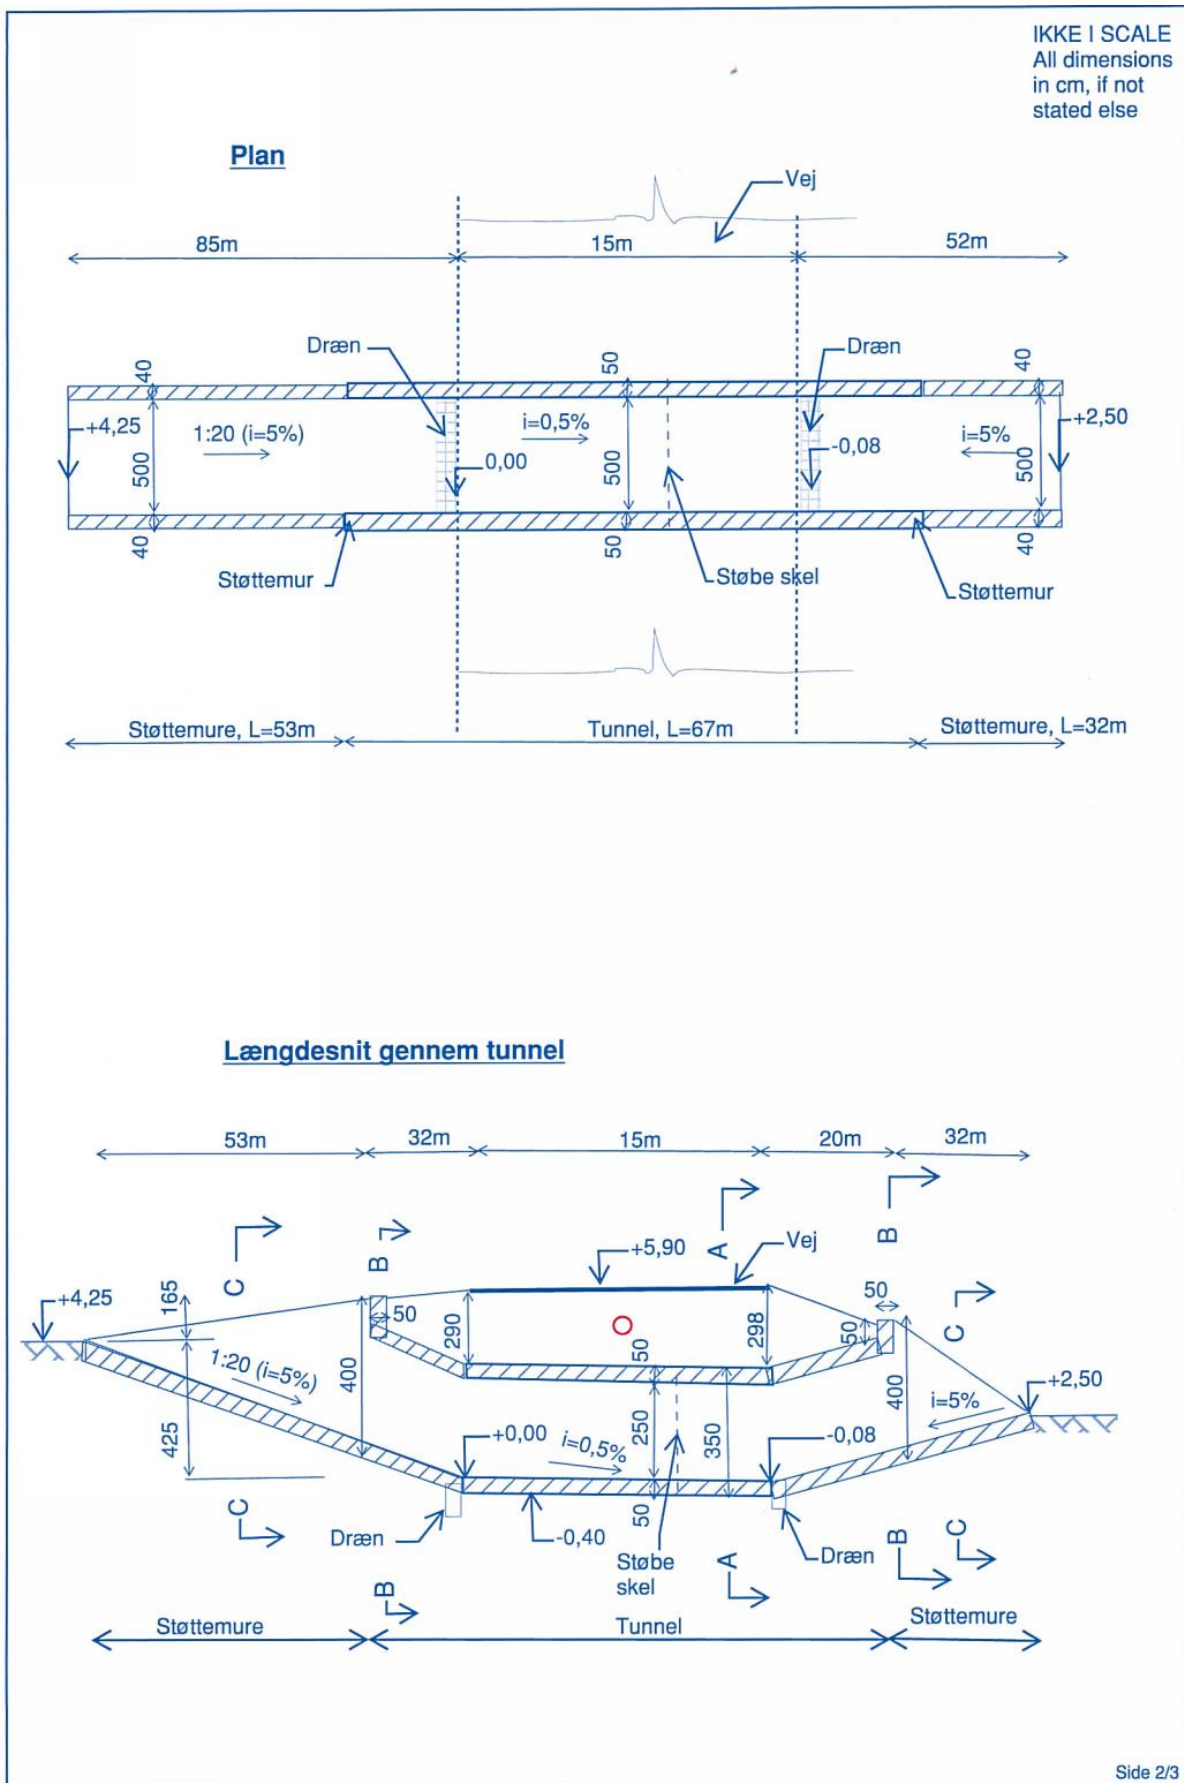 IKKE I SCALE
All dimensions
in cm, if not
stated else
Plan
Vej
85m
15m
52m
Dræn
Dræn
40
50
40
+4,25
1:20 (i=5%)
i=0,5%
-0,08
i=5%
+2,50
500
0,00
500
500
40
50
40
Støttemur
Støbe skel
Støttemur
Støttemure, L=53m
Tunnel, L=67m
Støttemure, L=32m
Længdesnit gennem tunnel
53m
32m
15m
20m
32m
C
B
A
B
+5,90
Vej
+4,25
165
50
290
50
298
50
50
C
1:20 (i=5%)
400
400
i=5%
+2,50
425
+0,00
i=0,5%
250
350
-0,08
C
Dræn
-0,40
50
Støbe
skel
A
Dræn
B
C
B
Støttemure
Tunnel
Støttemure
Side 2/3